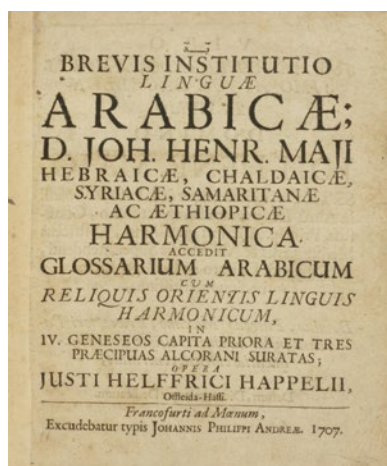 BREVIS INSTITUTIO
LINGUÆ
ARABICÆ;
D. JOH. HENR. MAJI
HEBRAICÆ, CHALDAICÆ,
SYRIACÆ, SAMARITANÆ
AC ÆTHIOPICÆ
HARMONICA.
ACCEDIT
GLOSSARIUM ARABICUM
CUM
RELIQUIS ORIENTIS LINGUIS
HARMONICUM,
IN
IV. GENESEOS CAPITA PRIORA ET TRES
PRÆCIPUAS ALCORANI SURATAS;
OPERA
JUSTI HELFFRICI HAPPELII,
Francofurti ad Mœnum,
Excudebatur typis JOHANNIS PHILIPPI ANDREÆ. 1707.